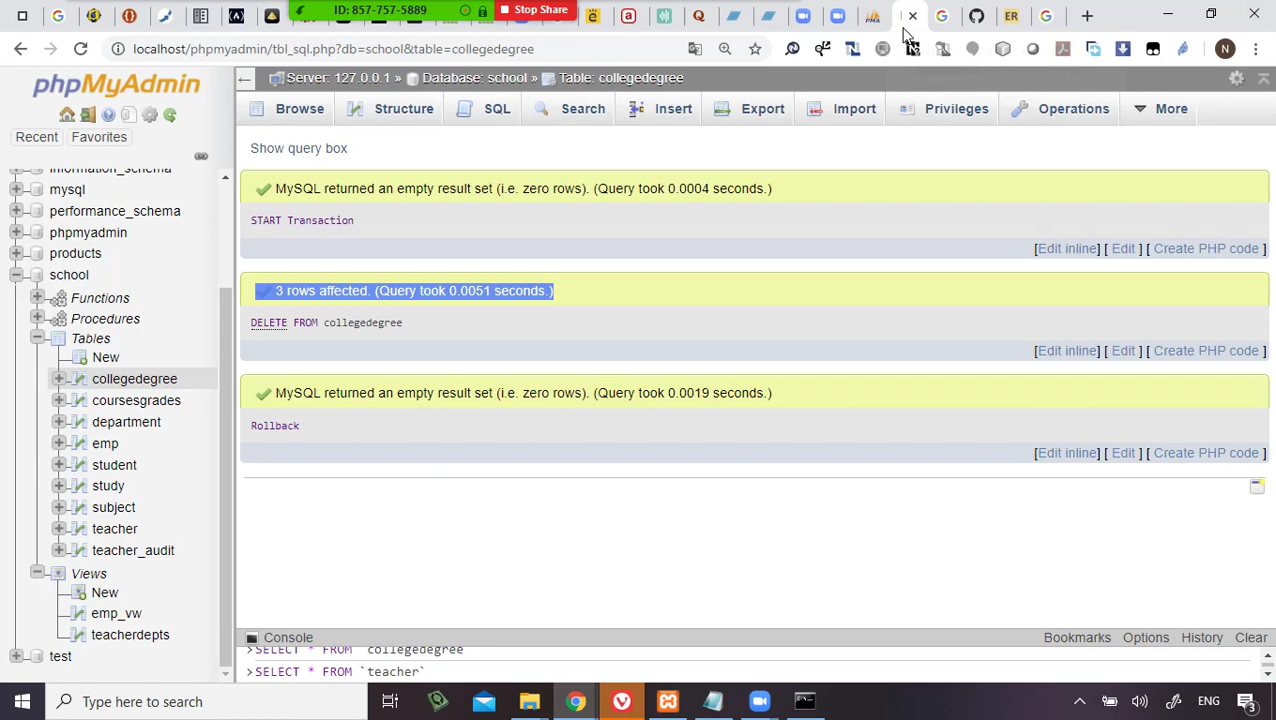 ID: 857-757-5889
Stop Share
localhost/phpmyadmin/tbl_sql.php?db=school&table=collegedegree
phpMyAdmin
Recent
Favorites
information_schema
mysql
performance_schema
phpmyadmin
products
school
Functions
Procedures
Tables
New
collegedegree
coursesgrades
department
emp
student
study
subject
teacher
teacher_audit
Views
New
emp_vw
teacherdepts
test
Server: 127.0.0.1 » Database: school » Table: collegedegree
Browse
Structure
SQL
Search
Insert
Export
Import
Privileges
Operations
More
Show query box
MySQL returned an empty result set (i.e. zero rows). (Query took 0.0004 seconds.)
START Transaction
[Edit inline] [ Edit ] [ Create PHP code ]
3 rows affected. (Query took 0.0051 seconds.)
DELETE FROM collegedegree
[Edit inline] [ Edit ] [ Create PHP code ]
MySQL returned an empty result set (i.e. zero rows). (Query took 0.0019 seconds.)
Rollback
[Edit inline] [ Edit ] [ Create PHP code ]
Console
Bookmarks
Options
History
Clear
>SELECT * FROM `collegedegree`
>SELECT * FROM `teacher`
Type here to search
ENG
9:00 PM